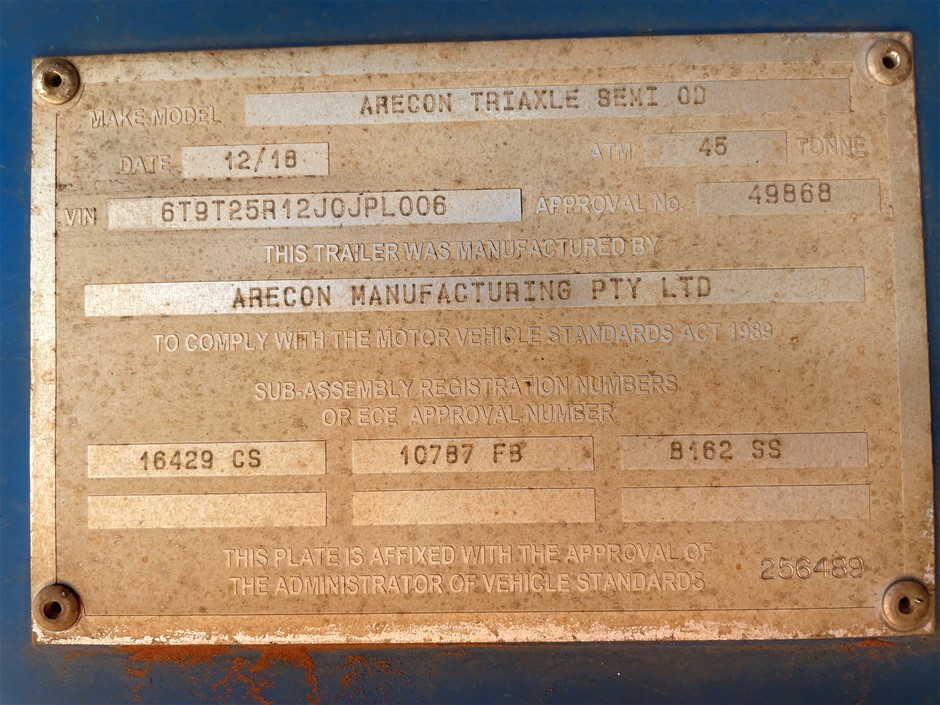 MAKE-MODEL ARECON TRIAXLE SEMI OD
DATE 12/18 ATM 45 TONNE
VIN 6T9T25R12J0JPL006 APPROVAL No. 49868
THIS TRAILER WAS MANUFACTURED BY
ARECON MANUFACTURING PTY LTD
TO COMPLY WITH THE MOTOR VEHICLE STANDARDS ACT 1989
SUB-ASSEMBLY REGISTRATION NUMBERS
OR ECE APPROVAL NUMBER
16429 CS 10787 FB 8162 SS
THIS PLATE IS AFFIXED WITH THE APPROVAL OF
THE ADMINISTRATOR OF VEHICLE STANDARDS 256489